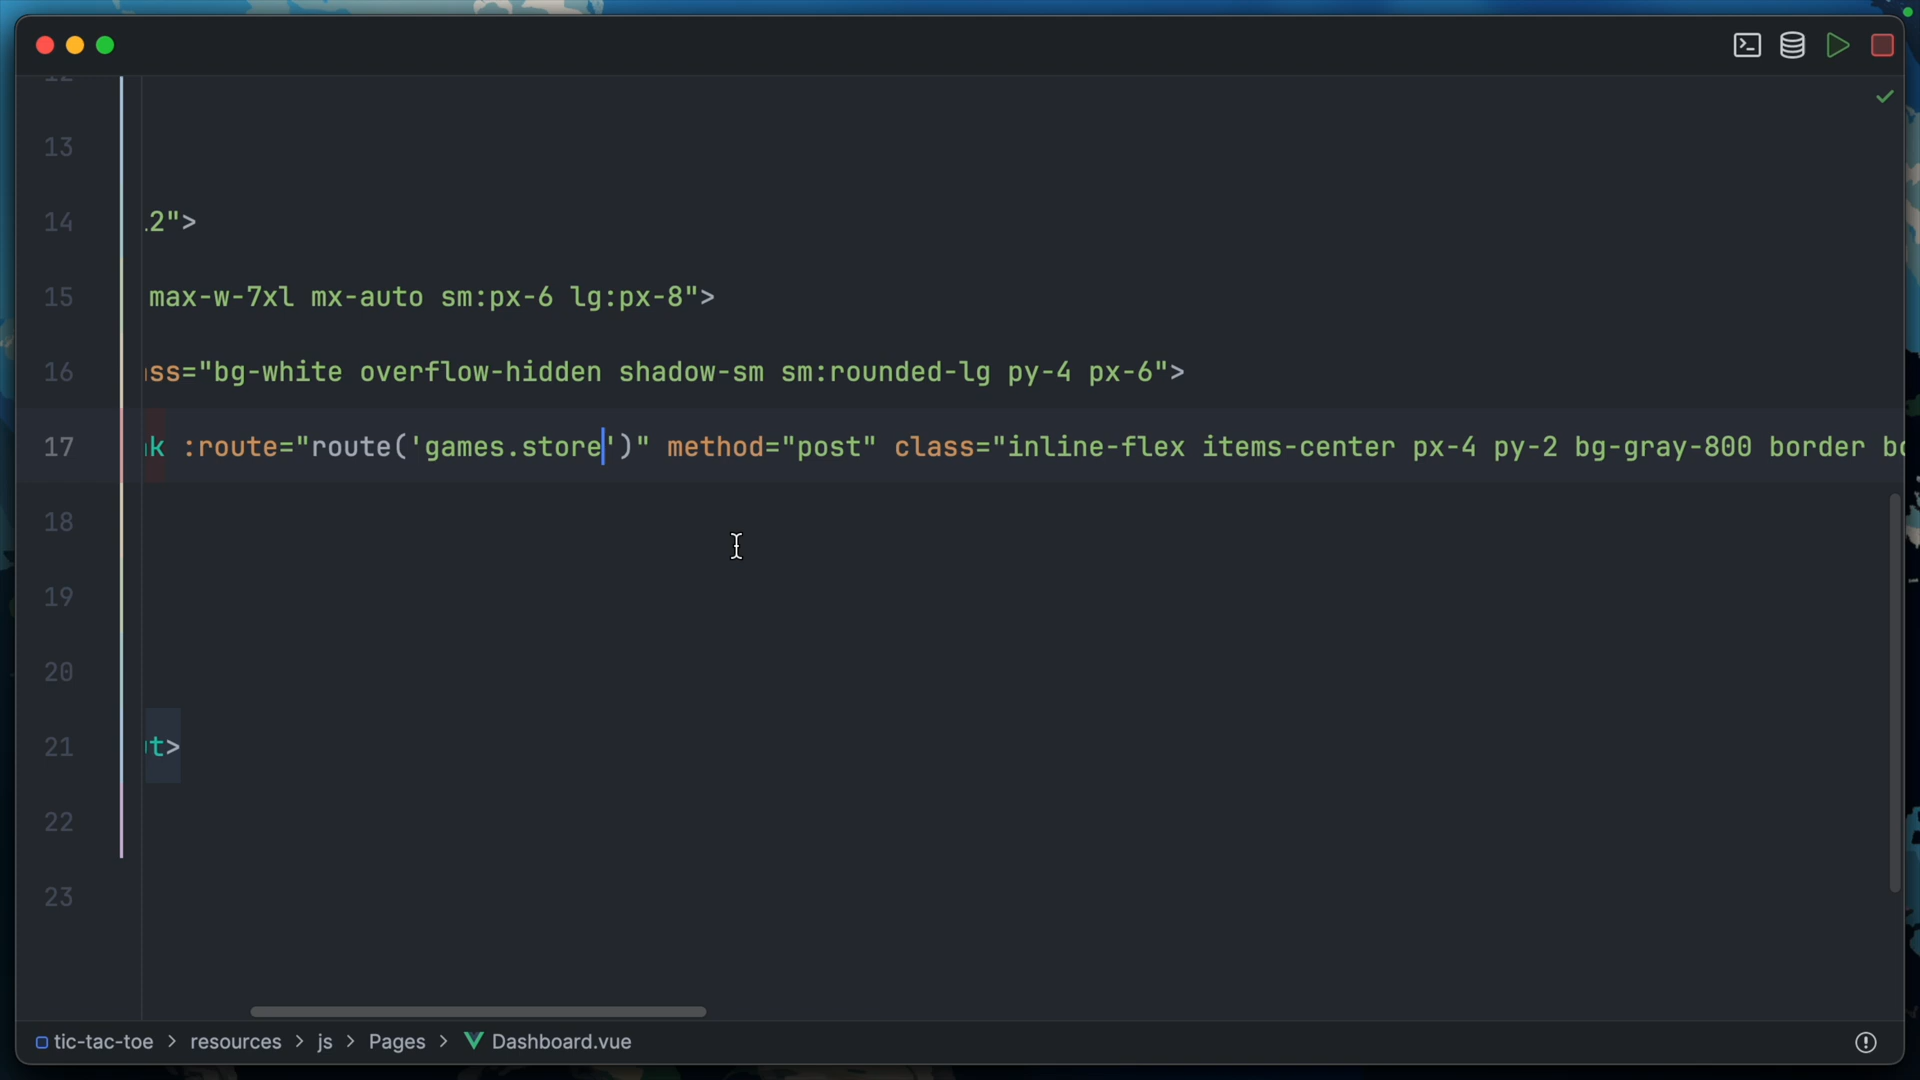 12
13
14 .2">
15 max-w-7xl mx-auto sm:px-6 lg:px-8">
16 ss="bg-white overflow-hidden shadow-sm sm:rounded-lg py-4 px-6">
17 k :route="route('games.store')" method="post" class="inline-flex items-center px-4 py-2 bg-gray-800 border bo
18
19
20
21 t>
22
23
tic-tac-toe > resources > js > Pages > Dashboard.vue